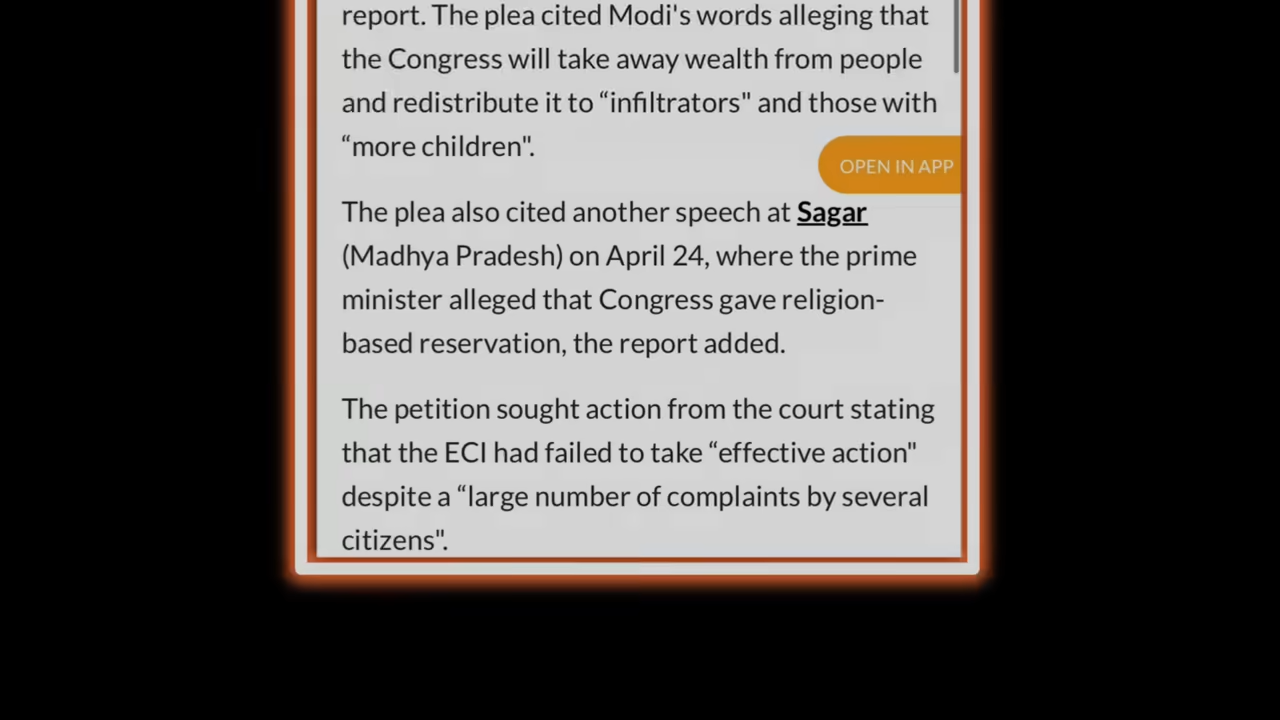 report. The plea cited Modi's words alleging that
the Congress will take away wealth from people
and redistribute it to “infiltrators" and those with
“more children".
OPEN IN APP
The plea also cited another speech at Sagar
(Madhya Pradesh) on April 24, where the prime
minister alleged that Congress gave religion-
based reservation, the report added.
The petition sought action from the court stating
that the ECI had failed to take “effective action"
despite a “large number of complaints by several
citizens".